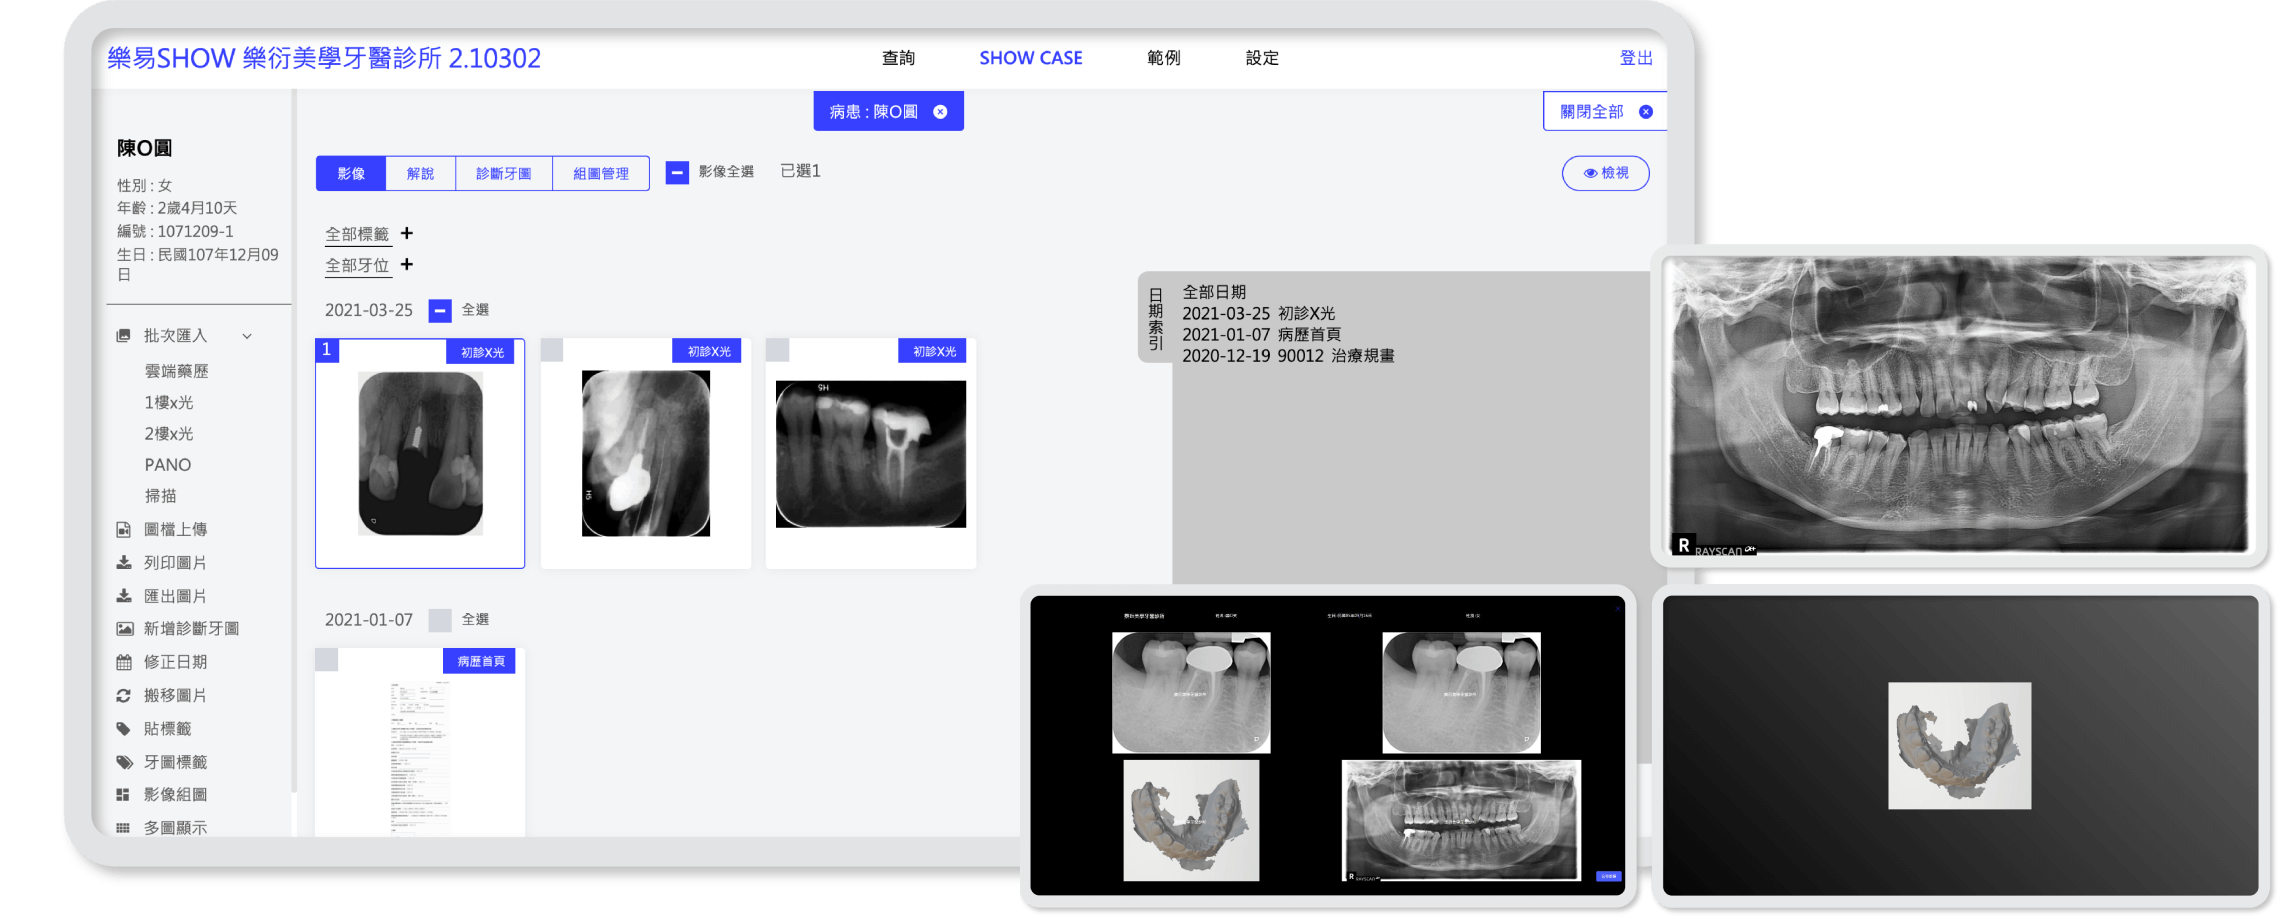 樂易SHOW 樂衍美學牙醫診所 2.10302
查詢
SHOW CASE
範例
設定
登出
病患 : 陳O圓
關閉全部
陳O圓
性別 : 女
年齡 : 2歲4月10天
編號 : 1071209-1
生日 : 民國107年12月09
日
影像
解說
診斷牙圖
組圖管理
影像全選
已選1
檢視
全部標籤 +
全部牙位 +
2021-03-25
全選
1
初診X光
初診X光
初診X光
H5
H5
2021-01-07
全選
病歷首頁
批次匯入
雲端藥歷
1樓x光
2樓x光
PANO
掃描
圖檔上傳
列印圖片
匯出圖片
新增診斷牙圖
修正日期
搬移圖片
貼標籤
牙圖標籤
影像組圖
多圖顯示
日期索引
全部日期
2021-03-25 初診X光
2021-01-07 病歷首頁
2020-12-19 90012 治療規畫
R RAYSCAN α+
樂衍美學牙醫診所
R RAYSCAN